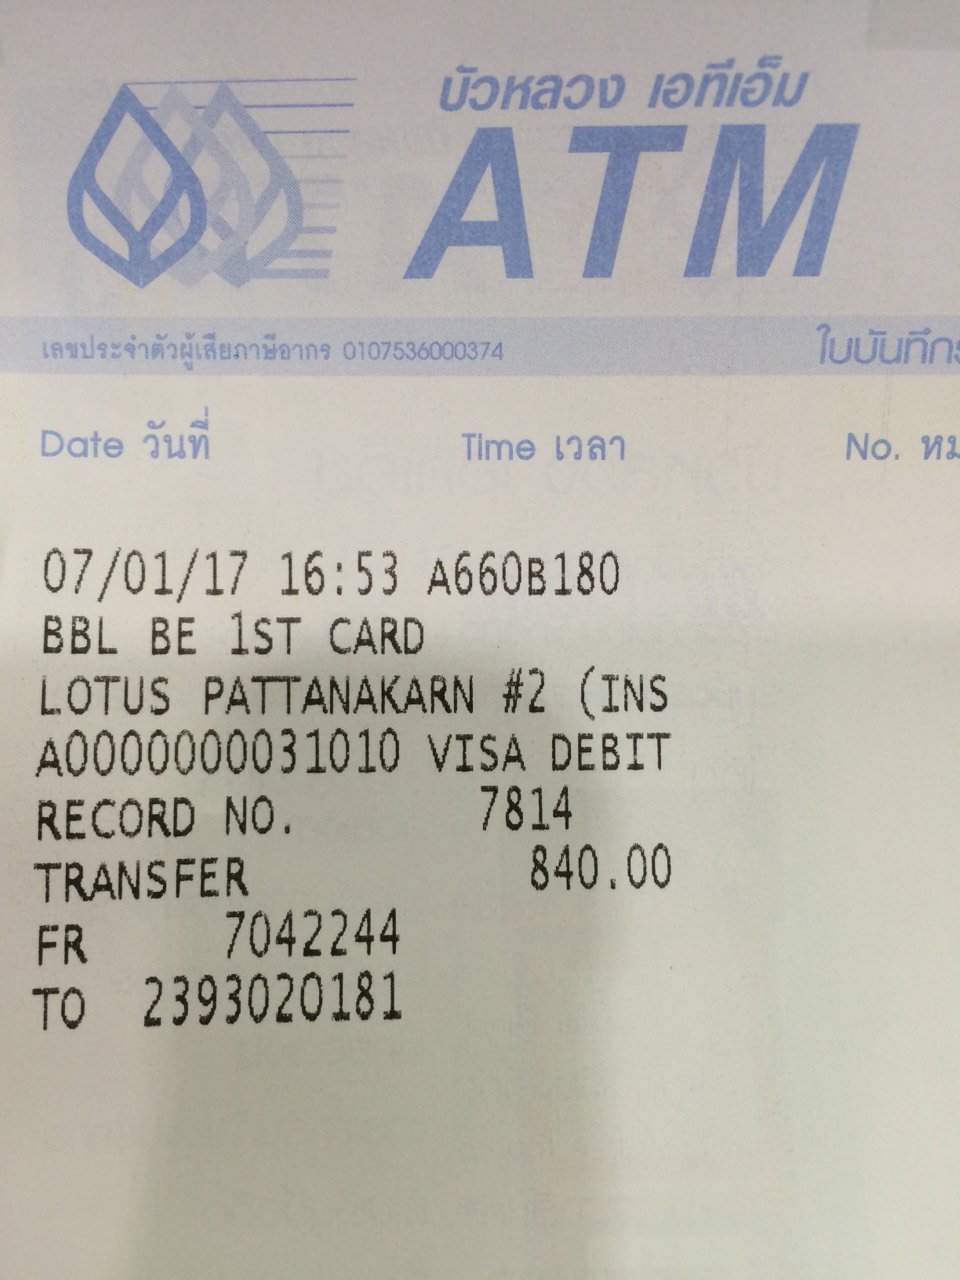 บัวหลวง เอทีเอ็ม
ATM
เลขประจำตัวผู้เสียภาษีอากร 0107536000374
ใบบันทึก
Date วันที่ Time เวลา No. หม
07/01/17 16:53 A660B180
BBL BE 1ST CARD
LOTUS PATTANAKARN #2 (INS
A0000000031010 VISA DEBIT
RECORD NO. 7814
TRANSFER 840.00
FR 7042244
TO 2393020181